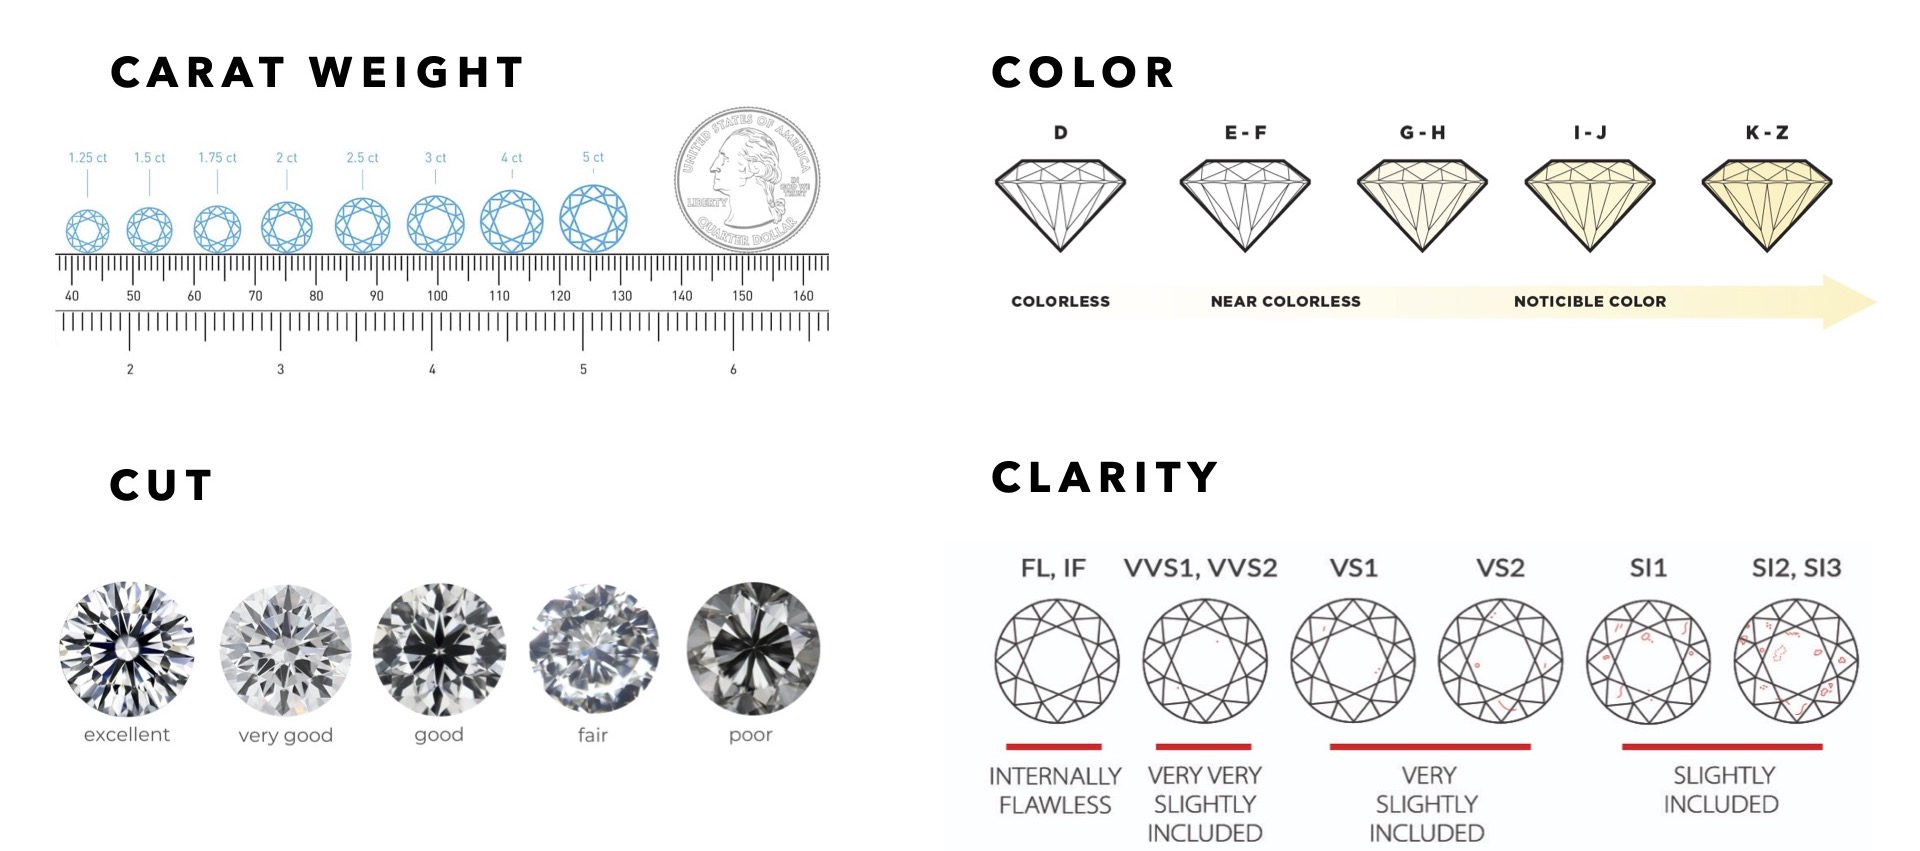 CARAT WEIGHT
1.25 ct 1.5 ct 1.75 ct 2 ct 2.5 ct 3 ct 4 ct 5 ct
UNITED STATES OF AMERICA
LIBERTY
IN
GOD WE
TRUST
QUARTER DOLLAR
40 50 60 70 80 90 100 110 120 130 140 150 160
2 3 4 5 6
COLOR
D E - F G - H I - J K - Z
COLORLESS NEAR COLORLESS NOTICIBLE COLOR
CUT
excellent very good good fair poor
CLARITY
FL, IF VVS1, VVS2 VS1 VS2 SI1 SI2, SI3
INTERNALLY
FLAWLESS
VERY VERY
SLIGHTLY
INCLUDED
VERY
SLIGHTLY
INCLUDED
SLIGHTLY
INCLUDED